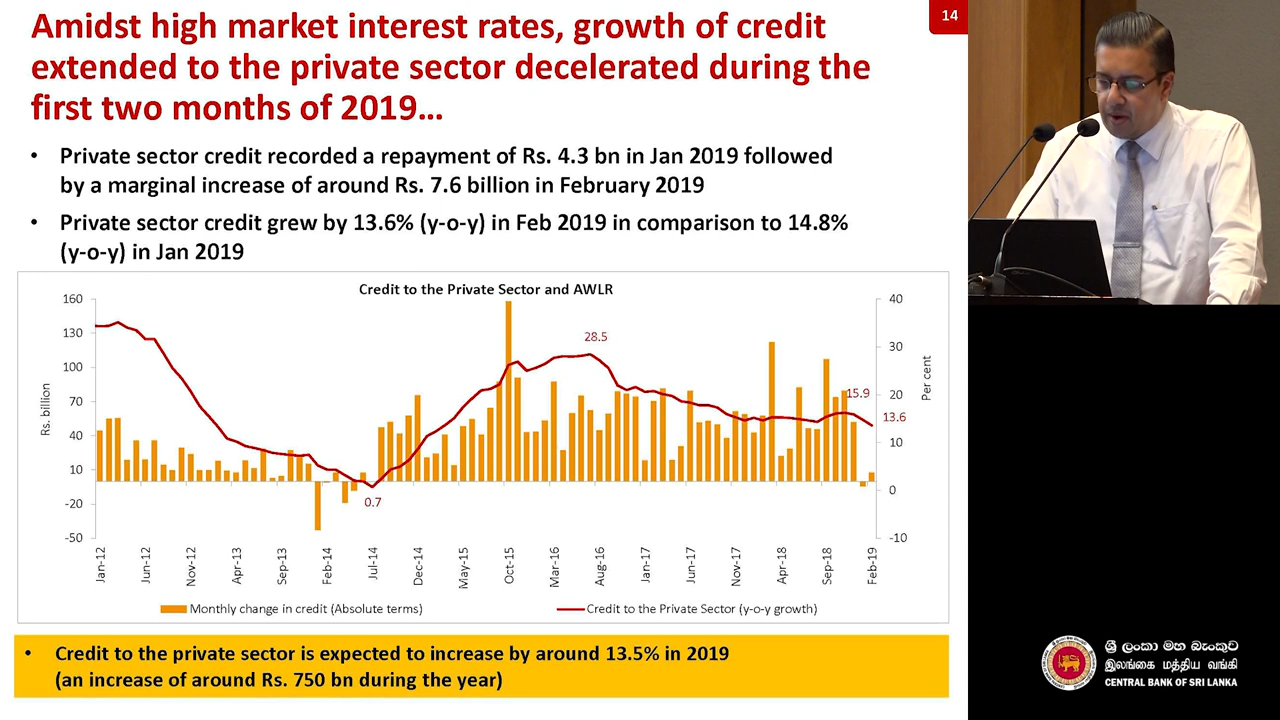 Amidst high market interest rates, growth of credit
extended to the private sector decelerated during the
first two months of 2019…
14
• Private sector credit recorded a repayment of Rs. 4.3 bn in Jan 2019 followed
by a marginal increase of around Rs. 7.6 billion in February 2019
• Private sector credit grew by 13.6% (y-o-y) in Feb 2019 in comparison to 14.8%
(y-o-y) in Jan 2019
Credit to the Private Sector and AWLR
160
130
100
70
40
10
-20
-50
Rs. billion
40
30
20
10
0
-10
Per cent
28.5
15.9
13.6
0.7
Jan-12
Jun-12
Nov-12
Apr-13
Sep-13
Feb-14
Jul-14
Dec-14
May-15
Oct-15
Mar-16
Aug-16
Jan-17
Jun-17
Nov-17
Apr-18
Sep-18
Feb-19
Monthly change in credit (Absolute terms)
Credit to the Private Sector (y-o-y growth)
• Credit to the private sector is expected to increase by around 13.5% in 2019
(an increase of around Rs. 750 bn during the year)
ශ්‍රී ලංකා මහ බැංකුව
இலங்கை மத்திய வங்கி
CENTRAL BANK OF SRI LANKA